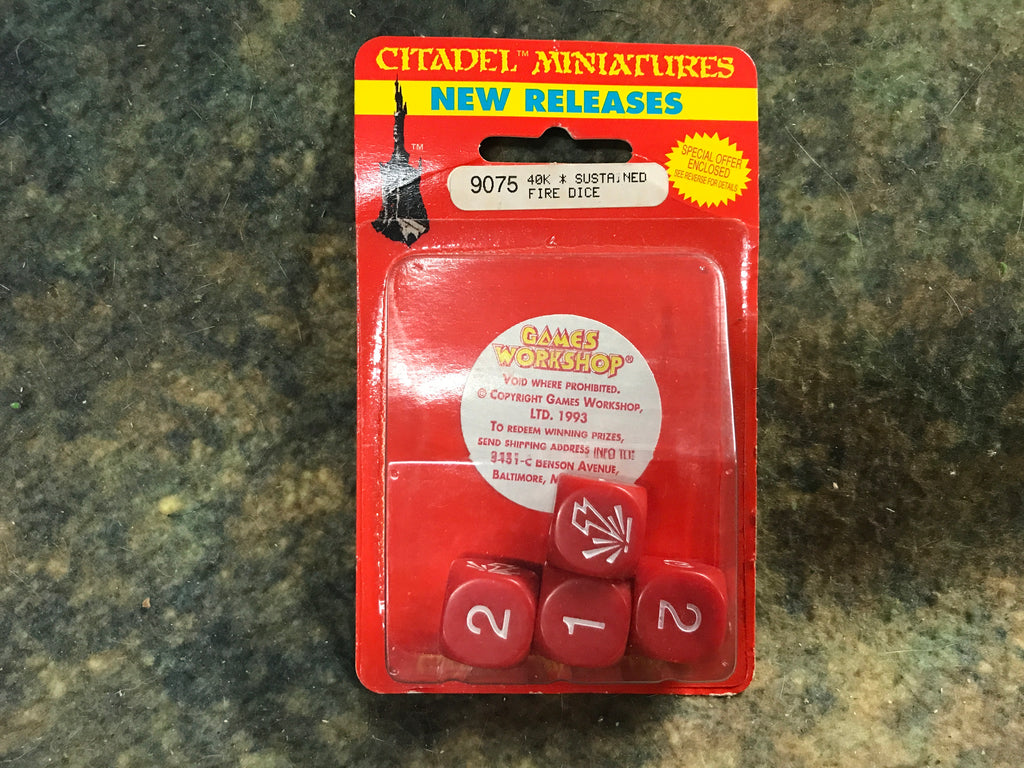 CITADEL™ MINIATURES
NEW RELEASES
™
SPECIAL OFFER
ENCLOSED
SEE REVERSE FOR DETAILS
9075 40K * SUSTAINED
FIRE DICE
GAMES
WORKSHOP®
VOID WHERE PROHIBITED.
© COPYRIGHT GAMES WORKSHOP,
LTD. 1993
TO REDEEM WINNING PRIZES,
SEND SHIPPING ADDRESS INFO TO:
BENSON AVENUE,
BALTIMORE,
2
1
2